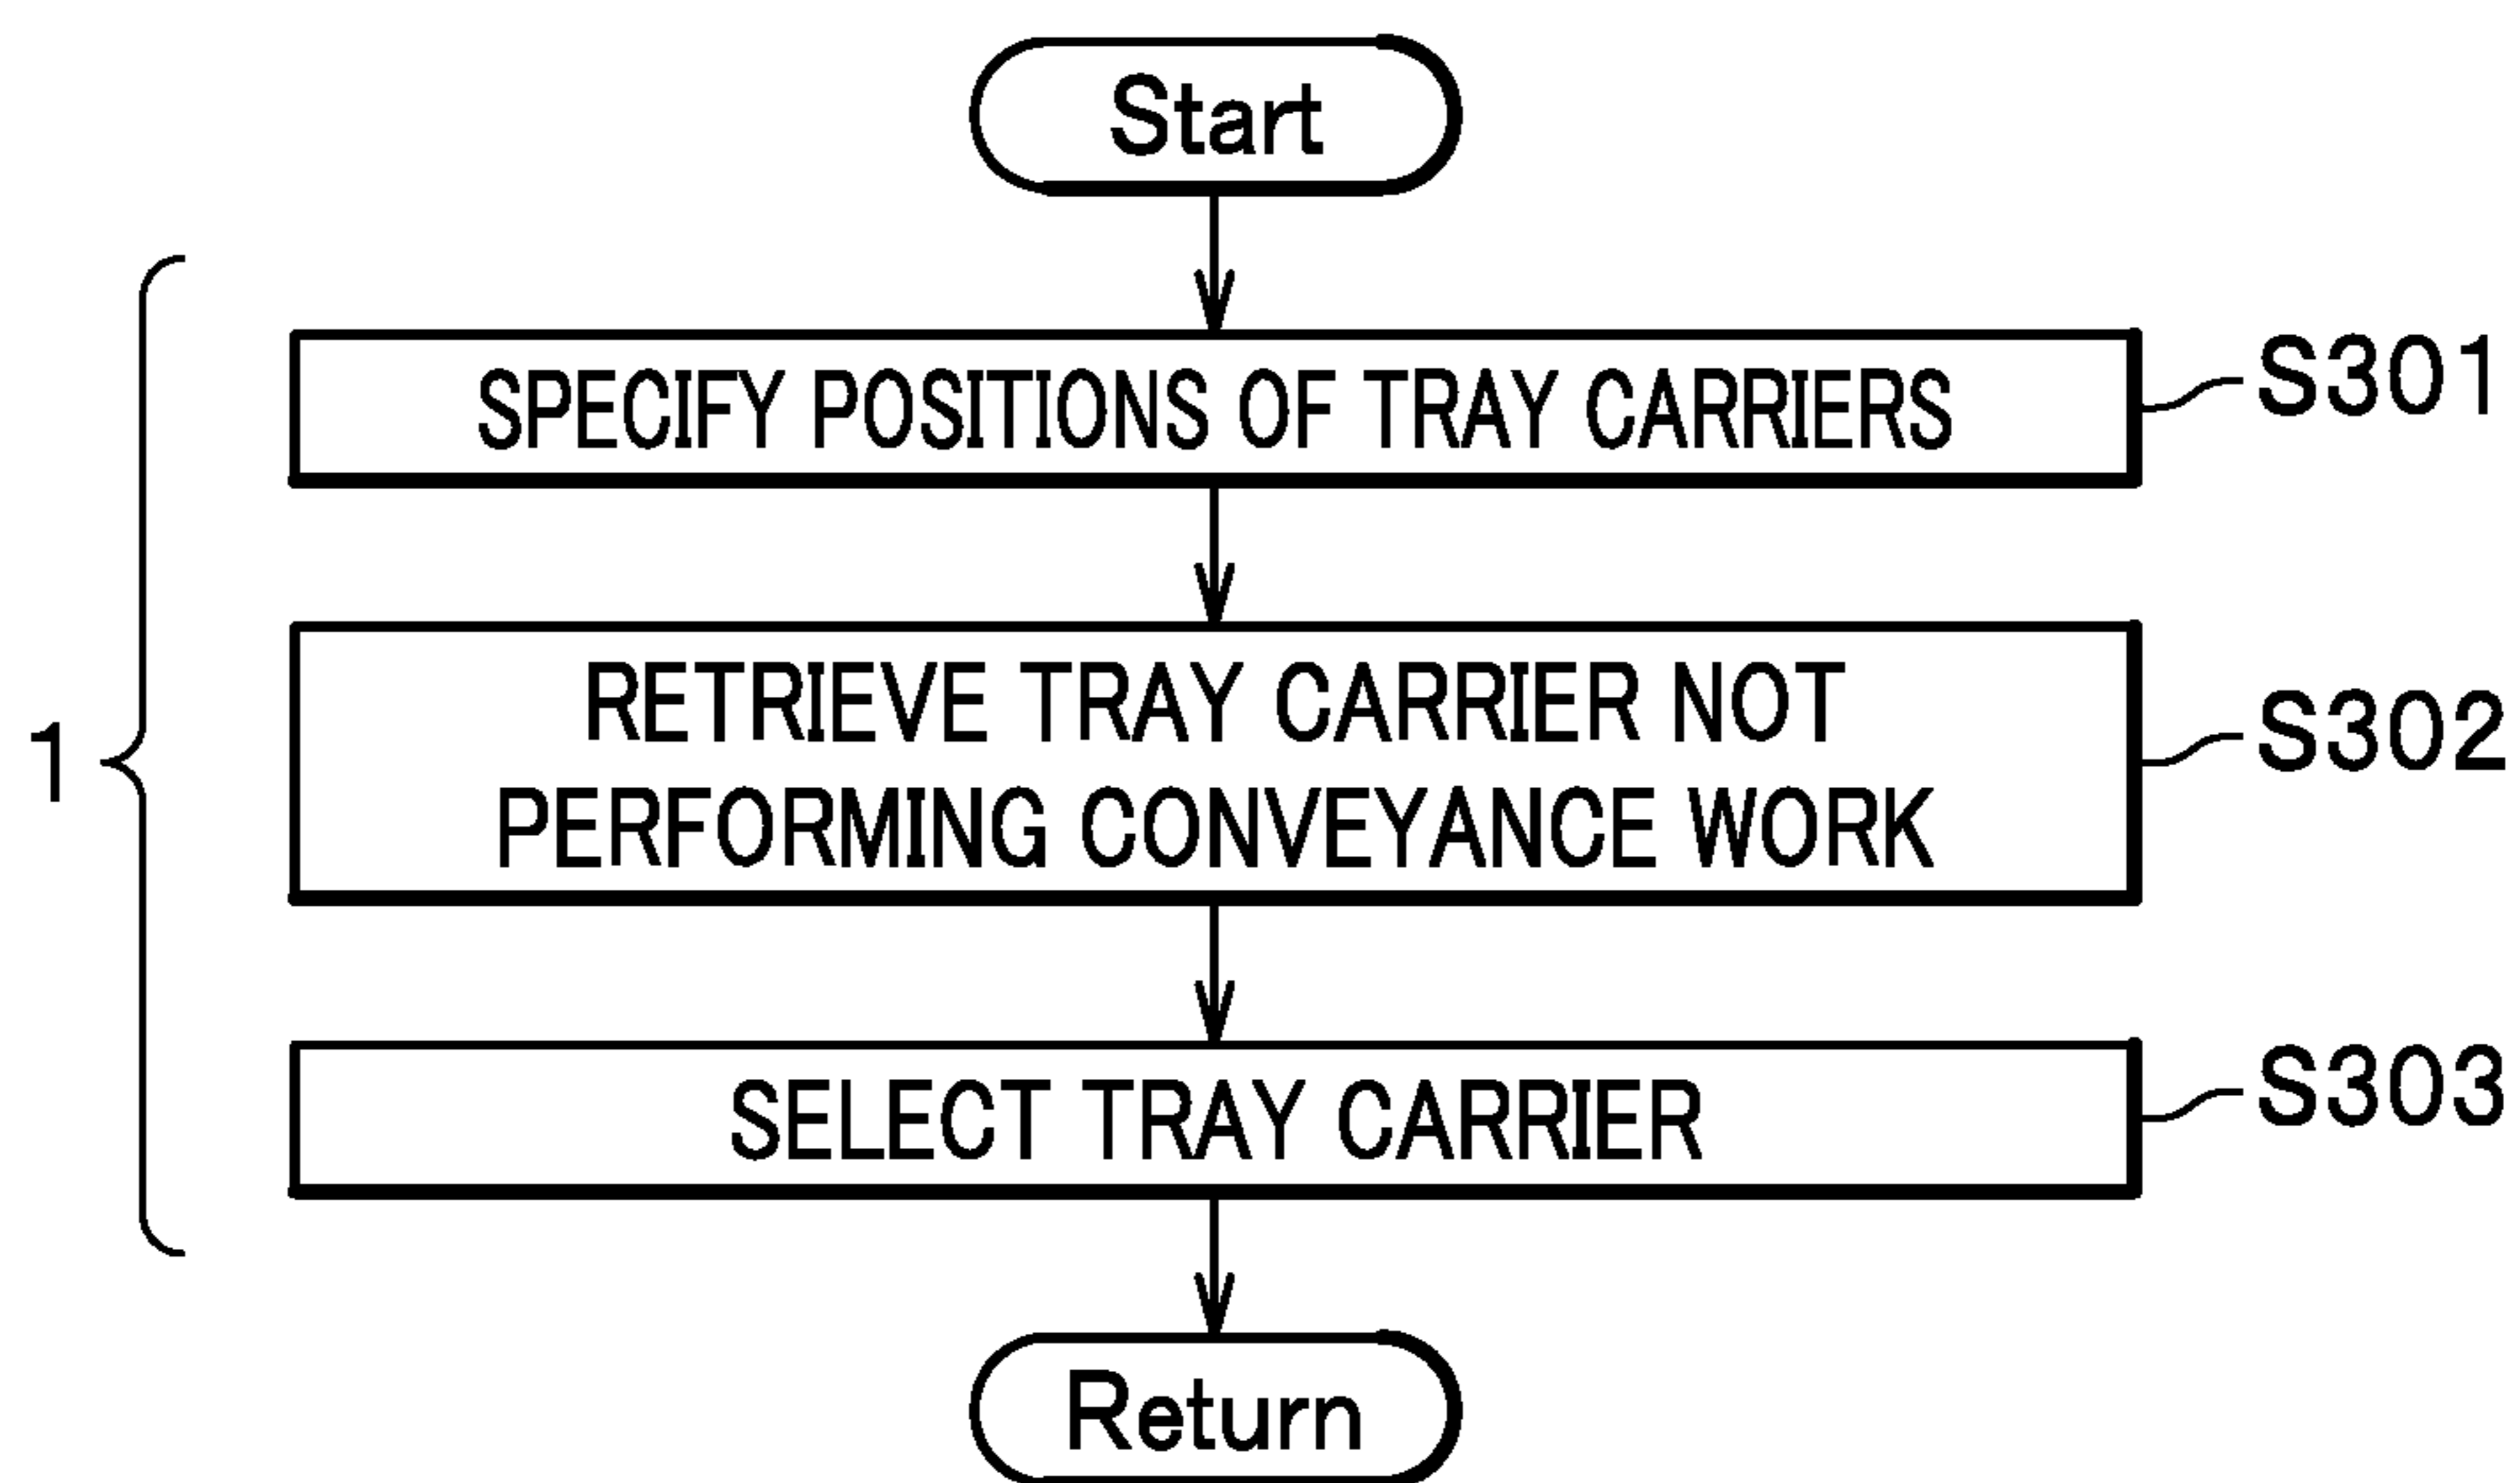 Start
SPECIFY POSITIONS OF TRAY CARRIERS
S301
RETRIEVE TRAY CARRIER NOT
PERFORMING CONVEYANCE WORK
S302
1
SELECT TRAY CARRIER
S303
Return